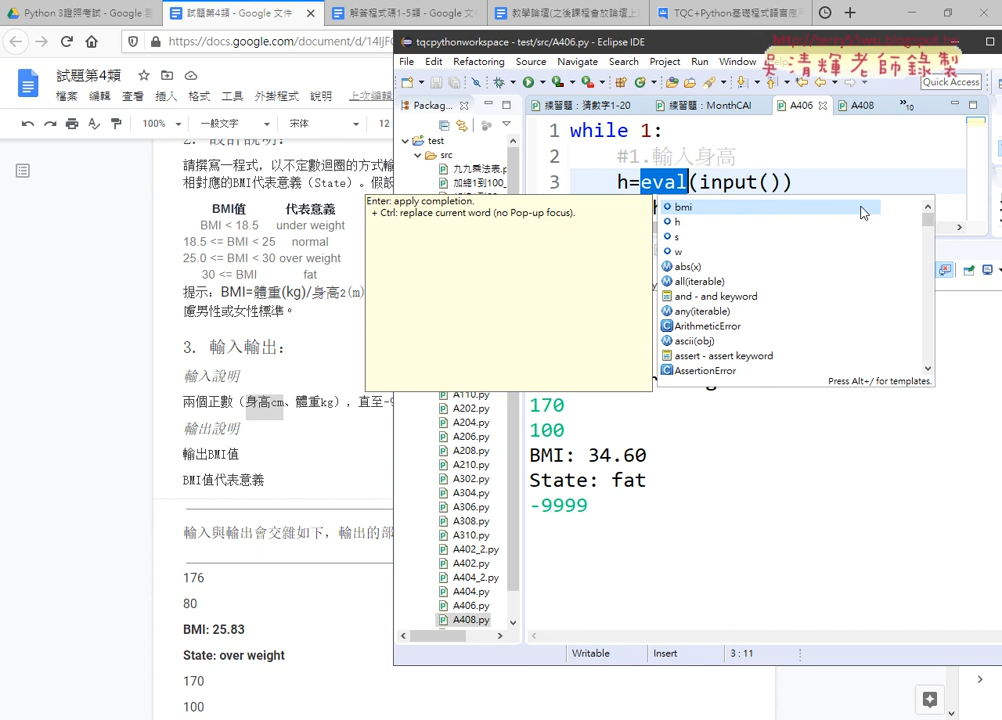 Python 3證照考試 - Google 雲
試題第4類 - Google 文件
解答程式碼1-5類 - Google 文件
教學論壇(之後課程會放論壇上
TQC+Python基礎程式語言應
https://docs.google.com/document/d/14IjF
試題第4類
檔案 編輯 查看 插入 格式 工具 外掛程式 說明 上次編輯
100% 一般文字 宋体 12
請撰寫一程式，以不定數迴圈的方式輸
相對應的BMI代表意義（State）。假設
BMI值 代表意義
BMI < 18.5 under weight
18.5 <= BMI < 25 normal
25.0 <= BMI < 30 over weight
30 <= BMI fat
提示：BMI=體重(kg)/身高2(m)
慮男性或女性標準。
3. 輸入輸出：
輸入說明
兩個正數（身高cm、體重kg），直至-9
輸出說明
輸出BMI值
BMI值代表意義
輸入與輸出會交雜如下，輸出的部
176
80
BMI: 25.83
State: over weight
170
100
tqcpythonworkspace - test/src/A406.py - Eclipse IDE
吳清輝老師錄製
File Edit Refactoring Source Navigate Search Project Run Window
Quick Access
Packag...
test
src
九九乘法表.p
加總1到100_
A110.py
A202.py
A204.py
A206.py
A208.py
A210.py
A302.py
A304.py
A306.py
A308.py
A310.py
A402_2.py
A402.py
A404_2.py
A404.py
A406.py
A408.py
練習題：猜數字1-20
練習題：MonthCAI
A406
A408
10
1 while 1:
2 #1.輸入身高
3 h=eval(input())
Enter: apply completion.
+ Ctrl: replace current word (no Pop-up focus).
bmi
h
s
w
abs(x)
all(iterable)
and - and keyword
any(iterable)
ArithmeticError
ascii(obj)
assert - assert keyword
AssertionError
Press Alt+/ for templates.
170
100
BMI: 34.60
State: fat
-9999
Writable Insert 3 : 11